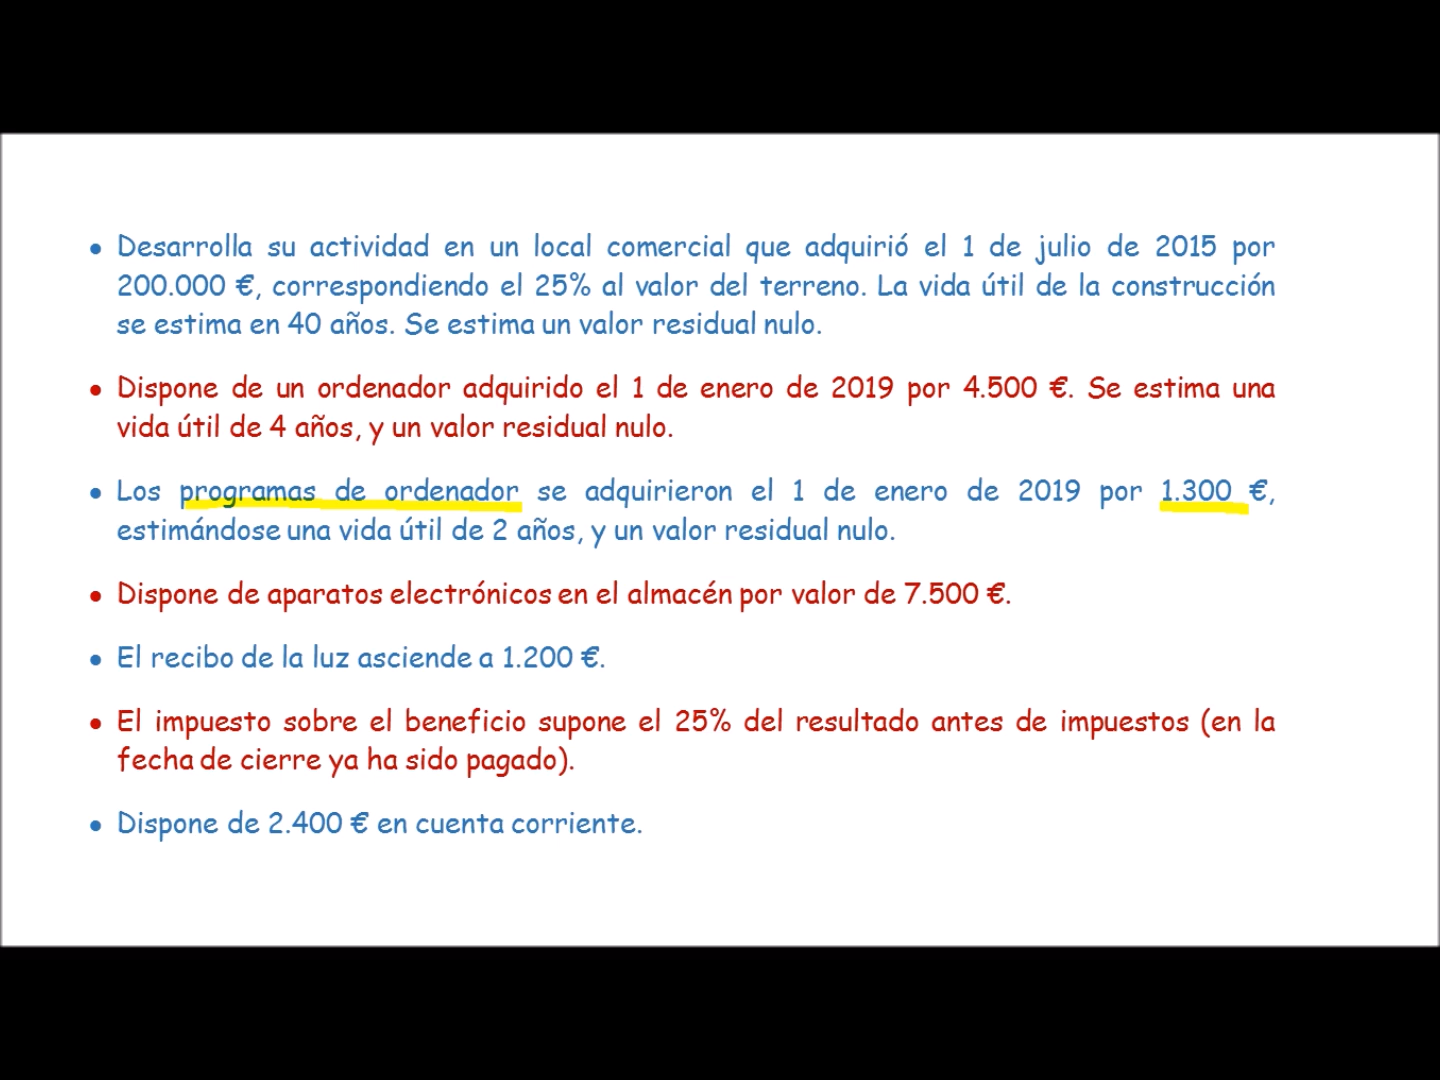 • Desarrolla su actividad en un local comercial que adquirió el 1 de julio de 2015 por
200.000 €, correspondiendo el 25% al valor del terreno. La vida útil de la construcción
se estima en 40 años. Se estima un valor residual nulo.
• Dispone de un ordenador adquirido el 1 de enero de 2019 por 4.500 €. Se estima una
vida útil de 4 años, y un valor residual nulo.
• Los programas de ordenador se adquirieron el 1 de enero de 2019 por 1.300 €,
estimándose una vida útil de 2 años, y un valor residual nulo.
• Dispone de aparatos electrónicos en el almacén por valor de 7.500 €.
• El recibo de la luz asciende a 1.200 €.
• El impuesto sobre el beneficio supone el 25% del resultado antes de impuestos (en la
fecha de cierre ya ha sido pagado).
• Dispone de 2.400 € en cuenta corriente.